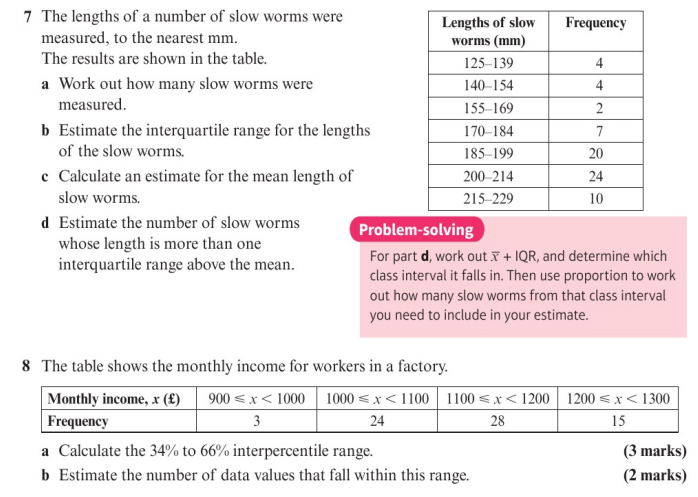 7 The lengths of a number of slow worms were
measured, to the nearest mm.
The results are shown in the table.
a Work out how many slow worms were
measured.
b Estimate the interquartile range for the lengths
of the slow worms.
c Calculate an estimate for the mean length of
slow worms.
d Estimate the number of slow worms
whose length is more than one
interquartile range above the mean.
Lengths of slow worms (mm) Frequency
125–139 4
140–154 4
155–169 2
170–184 7
185–199 20
200–214 24
215–229 10
Problem-solving
For part d, work out x̄ + IQR, and determine which
class interval it falls in. Then use proportion to work
out how many slow worms from that class interval
you need to include in your estimate.
8 The table shows the monthly income for workers in a factory.
Monthly income, x (£) 900 ⩽ x < 1000 1000 ⩽ x < 1100 1100 ⩽ x < 1200 1200 ⩽ x < 1300
Frequency 3 24 28 15
a Calculate the 34% to 66% interpercentile range. (3 marks)
b Estimate the number of data values that fall within this range. (2 marks)